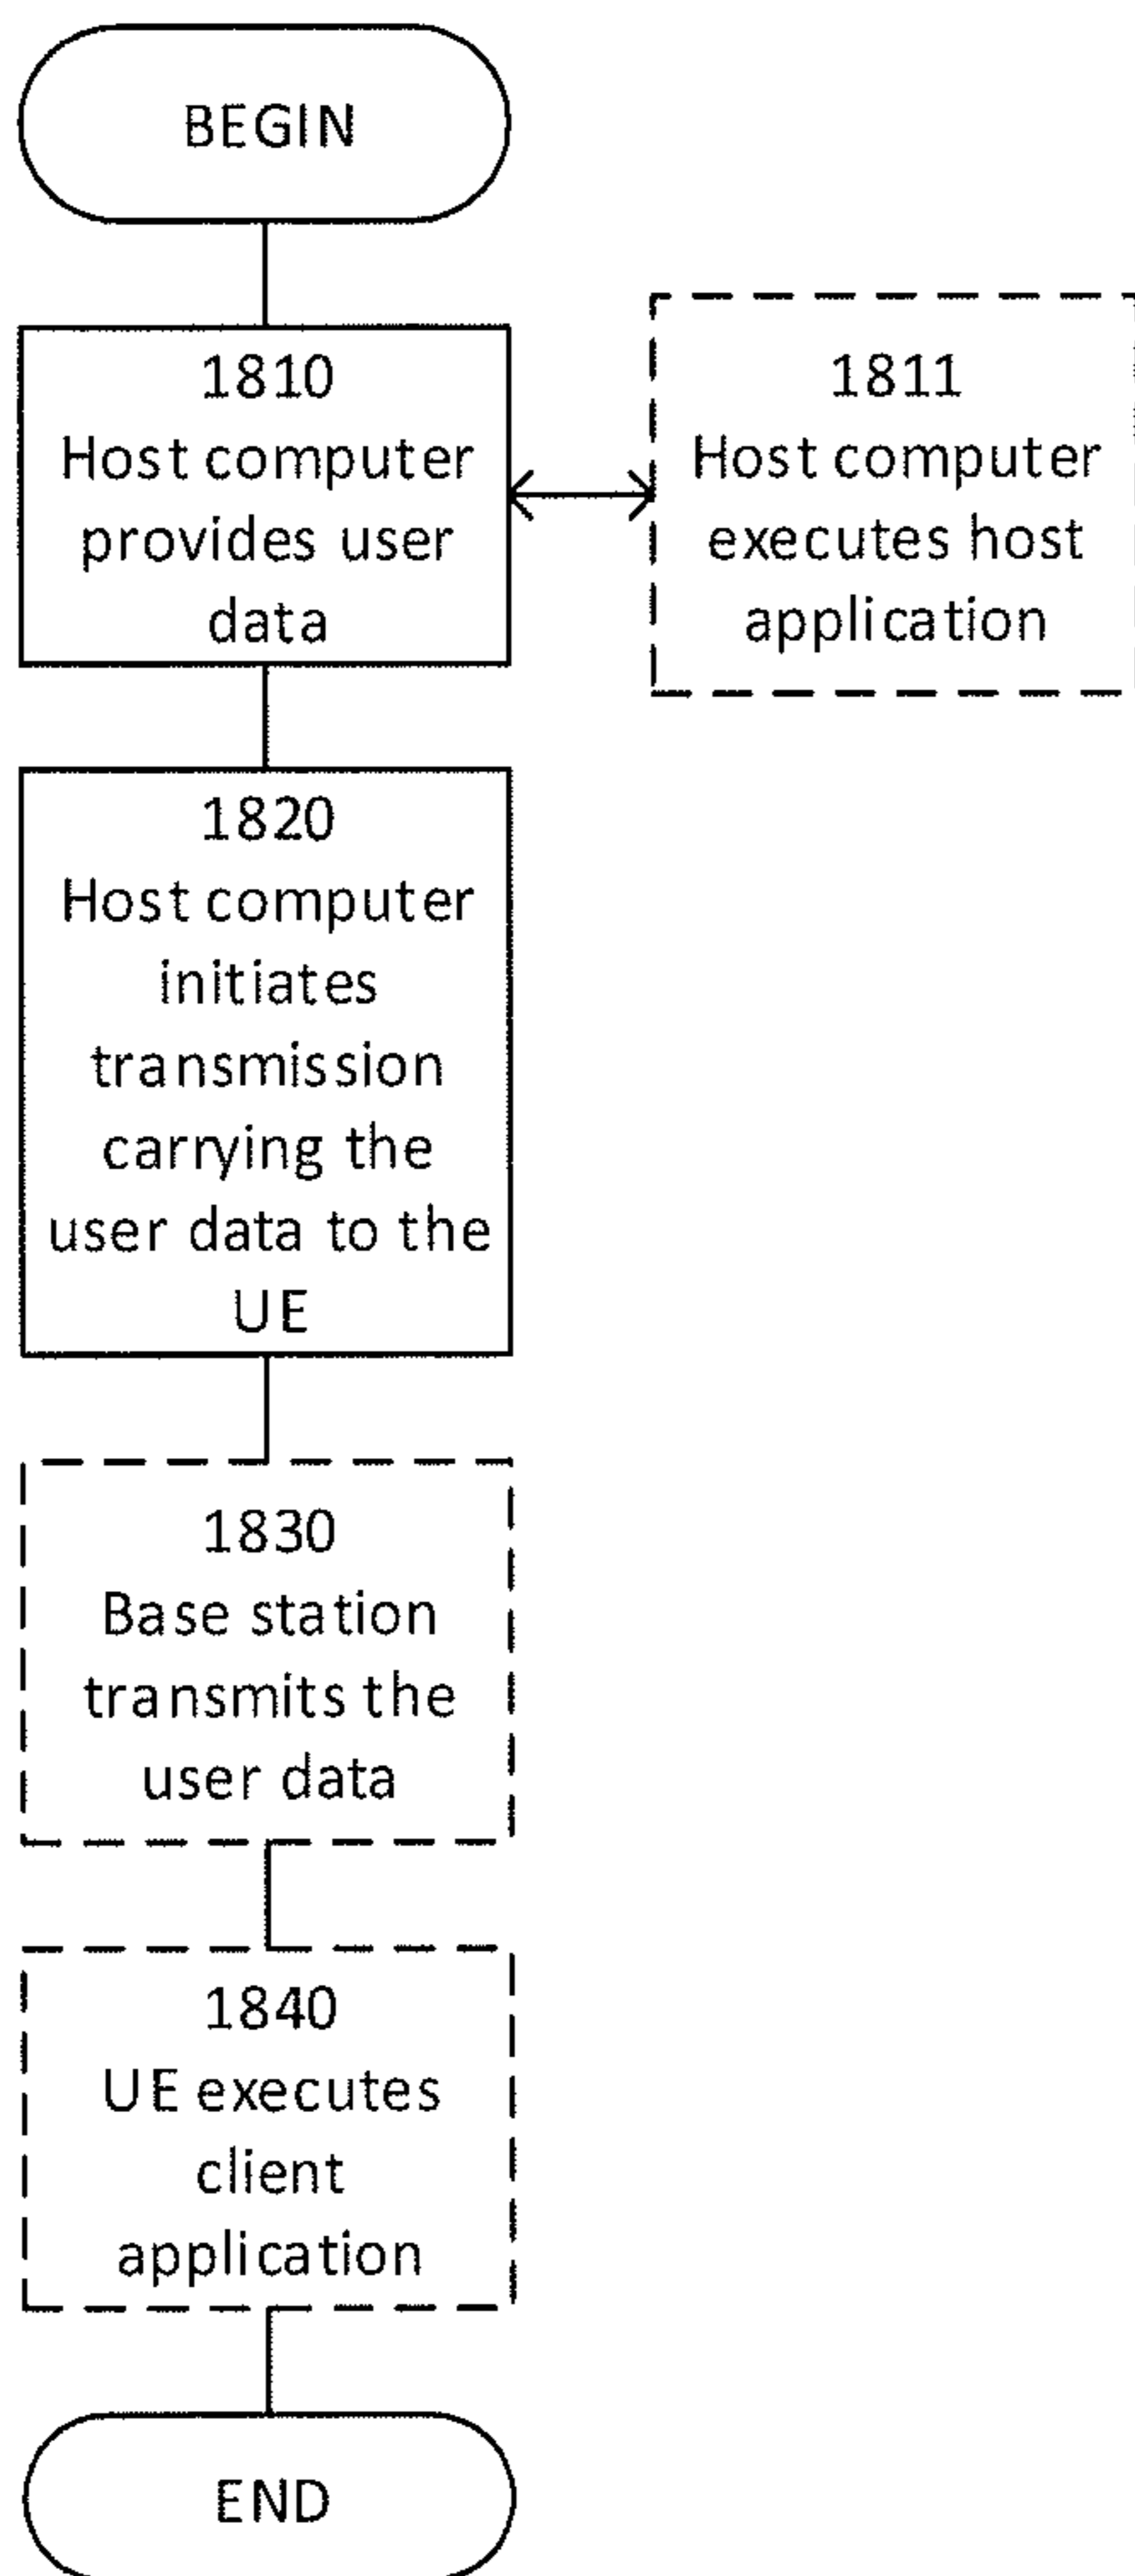 BEGIN
1810
Host computer
provides user
data
1811
Host computer
executes host
application
1820
Host computer
initiates
transmission
carrying the
user data to the
UE
1830
Base station
transmits the
user data
1840
UE executes
client
application
END